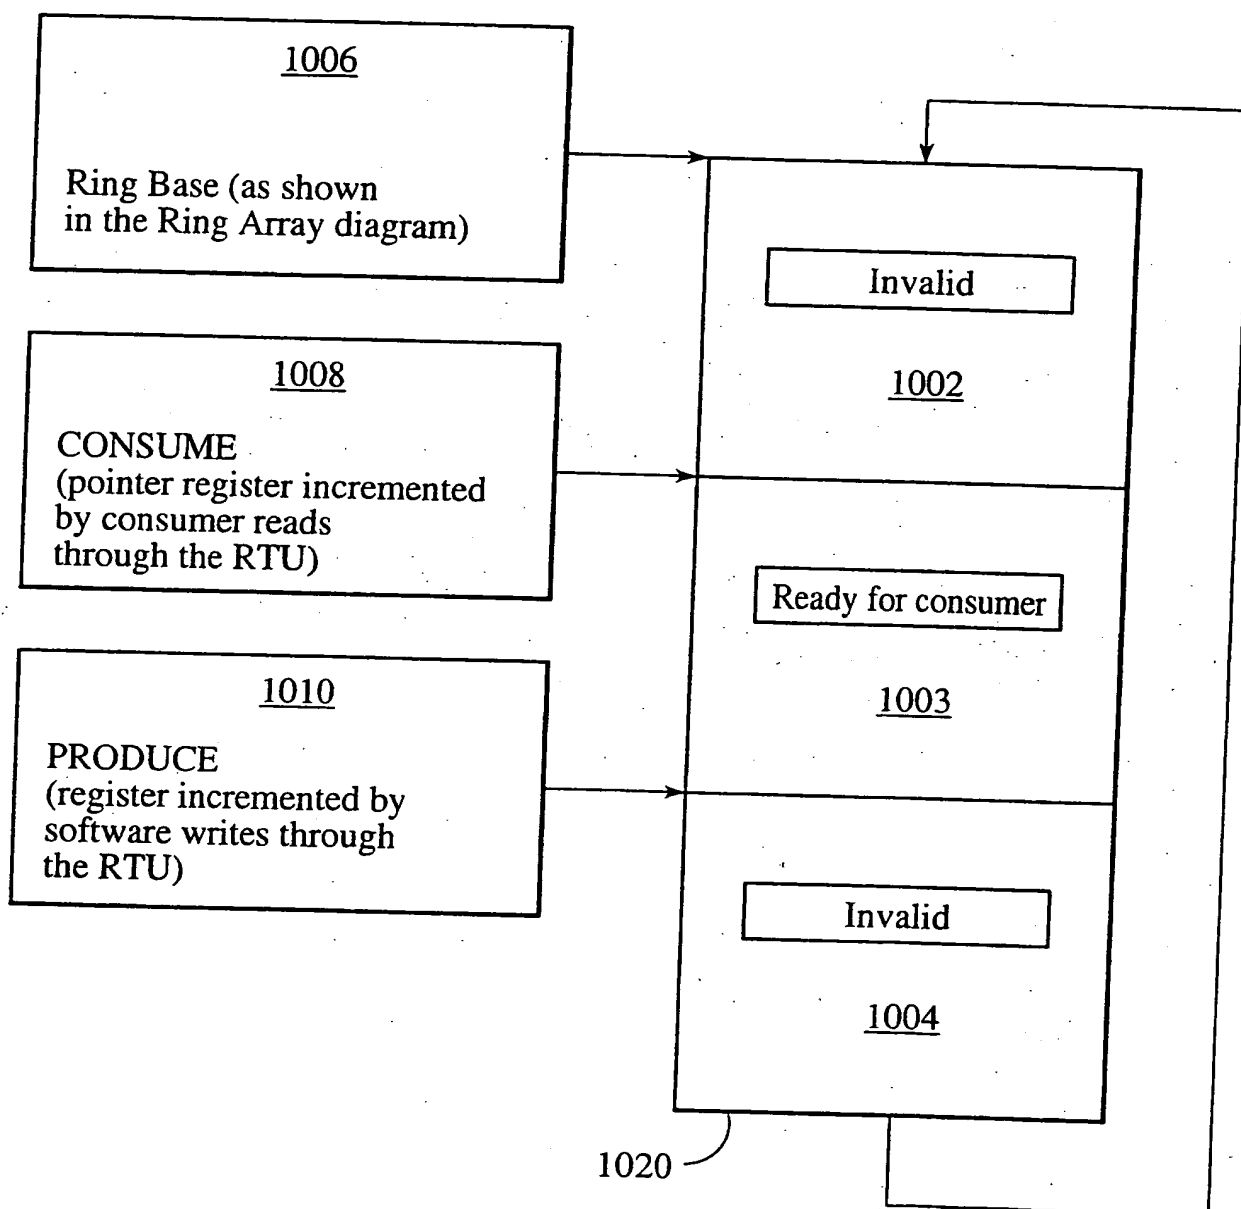 1006
Ring Base (as shown
in the Ring Array diagram)
Invalid
1002
1008
CONSUME
(pointer register incremented
by consumer reads
through the RTU)
Ready for consumer
1003
1010
PRODUCE
(register incremented by
software writes through
the RTU)
Invalid
1004
1020